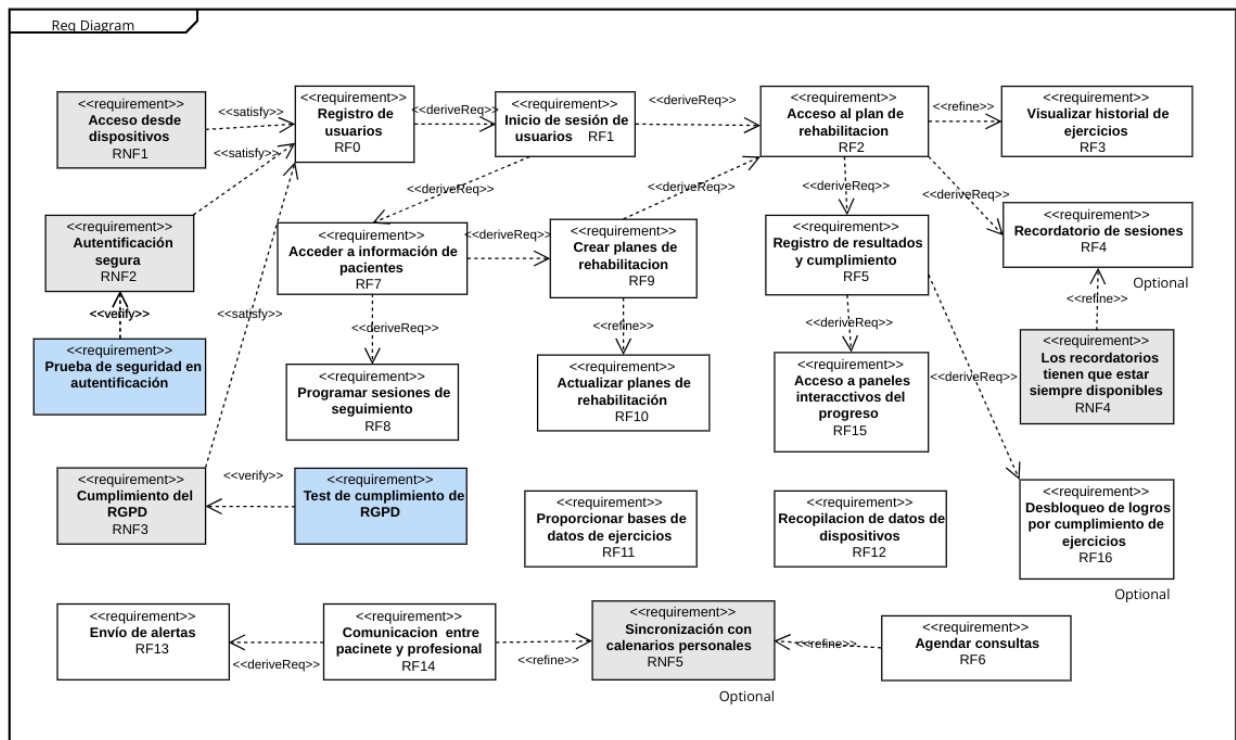 Req Diagram
<<requirement>>
Acceso desde
dispositivos
RNF1
<<satisfy>>
<<requirement>>
Registro de
usuarios
RF0
<<deriveReq>>
<<requirement>>
Inicio de sesión de
usuarios RF1
<<deriveReq>>
<<requirement>>
Acceso al plan de
rehabilitacion
RF2
<<refine>>
<<requirement>>
Visualizar historial de
ejercicios
RF3
<<satisfy>>
<<deriveReq>>
<<deriveReq>>
<<deriveReq>>
<<deriveReq>>
<<requirement>>
Autentificación
segura
RNF2
<<requirement>>
Acceder a información de
pacientes
RF7
<<deriveReq>>
<<requirement>>
Crear planes de
rehabilitacion
RF9
<<requirement>>
Registro de resultados
y cumplimiento
RF5
<<requirement>>
Recordatorio de sesiones
RF4
Optional
<<verify>>
<<satisfy>>
<<deriveReq>>
<<refine>>
<<deriveReq>>
<<refine>>
<<requirement>>
Prueba de seguridad en
autentificación
<<requirement>>
Programar sesiones de
seguimiento
RF8
<<requirement>>
Actualizar planes de
rehabilitación
RF10
<<requirement>>
Acceso a paneles
interacctivos del
progreso
RF15
<<deriveReq>>
<<requirement>>
Los recordatorios
tienen que estar
siempre disponibles
RNF4
<<requirement>>
Cumplimiento del
RGPD
RNF3
<<verify>>
<<requirement>>
Test de cumplimiento de
RGPD
<<requirement>>
Proporcionar bases de
datos de ejercicios
RF11
<<requirement>>
Recopilacion de datos de
dispositivos
RF12
<<requirement>>
Desbloqueo de logros
por cumplimiento de
ejercicios
RF16
Optional
<<requirement>>
Envío de alertas
RF13
<<deriveReq>>
<<requirement>>
Comunicacion entre
pacinete y profesional
RF14
<<refine>>
<<requirement>>
Sincronización con
calenarios personales
RNF5
Optional
<<refine>>
<<requirement>>
Agendar consultas
RF6